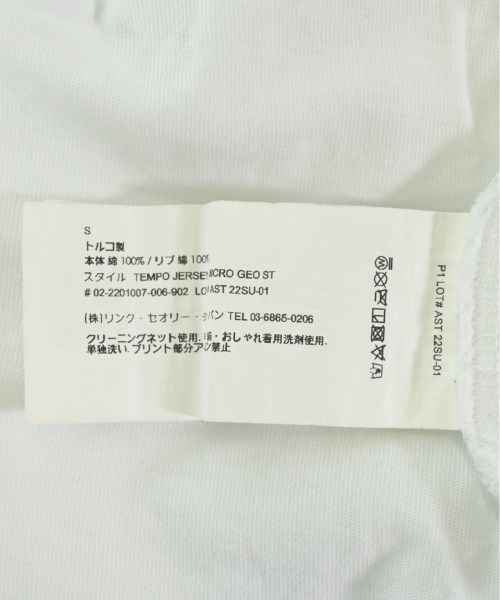 S
トルコ製
本体 綿 100% / リブ 綿 100%
スタイル TEMPO JERSE MICRO GEO ST
# 02-2201007-006-902 LO# AST 22SU-01
(株)リンク・セオリー・ジャパン TEL 03-6865-0206
クリーニングネット使用、おしゃれ着用洗剤使用、
単独洗い、プリント部分アイロン禁止
P1 LOT# AST 22SU-01